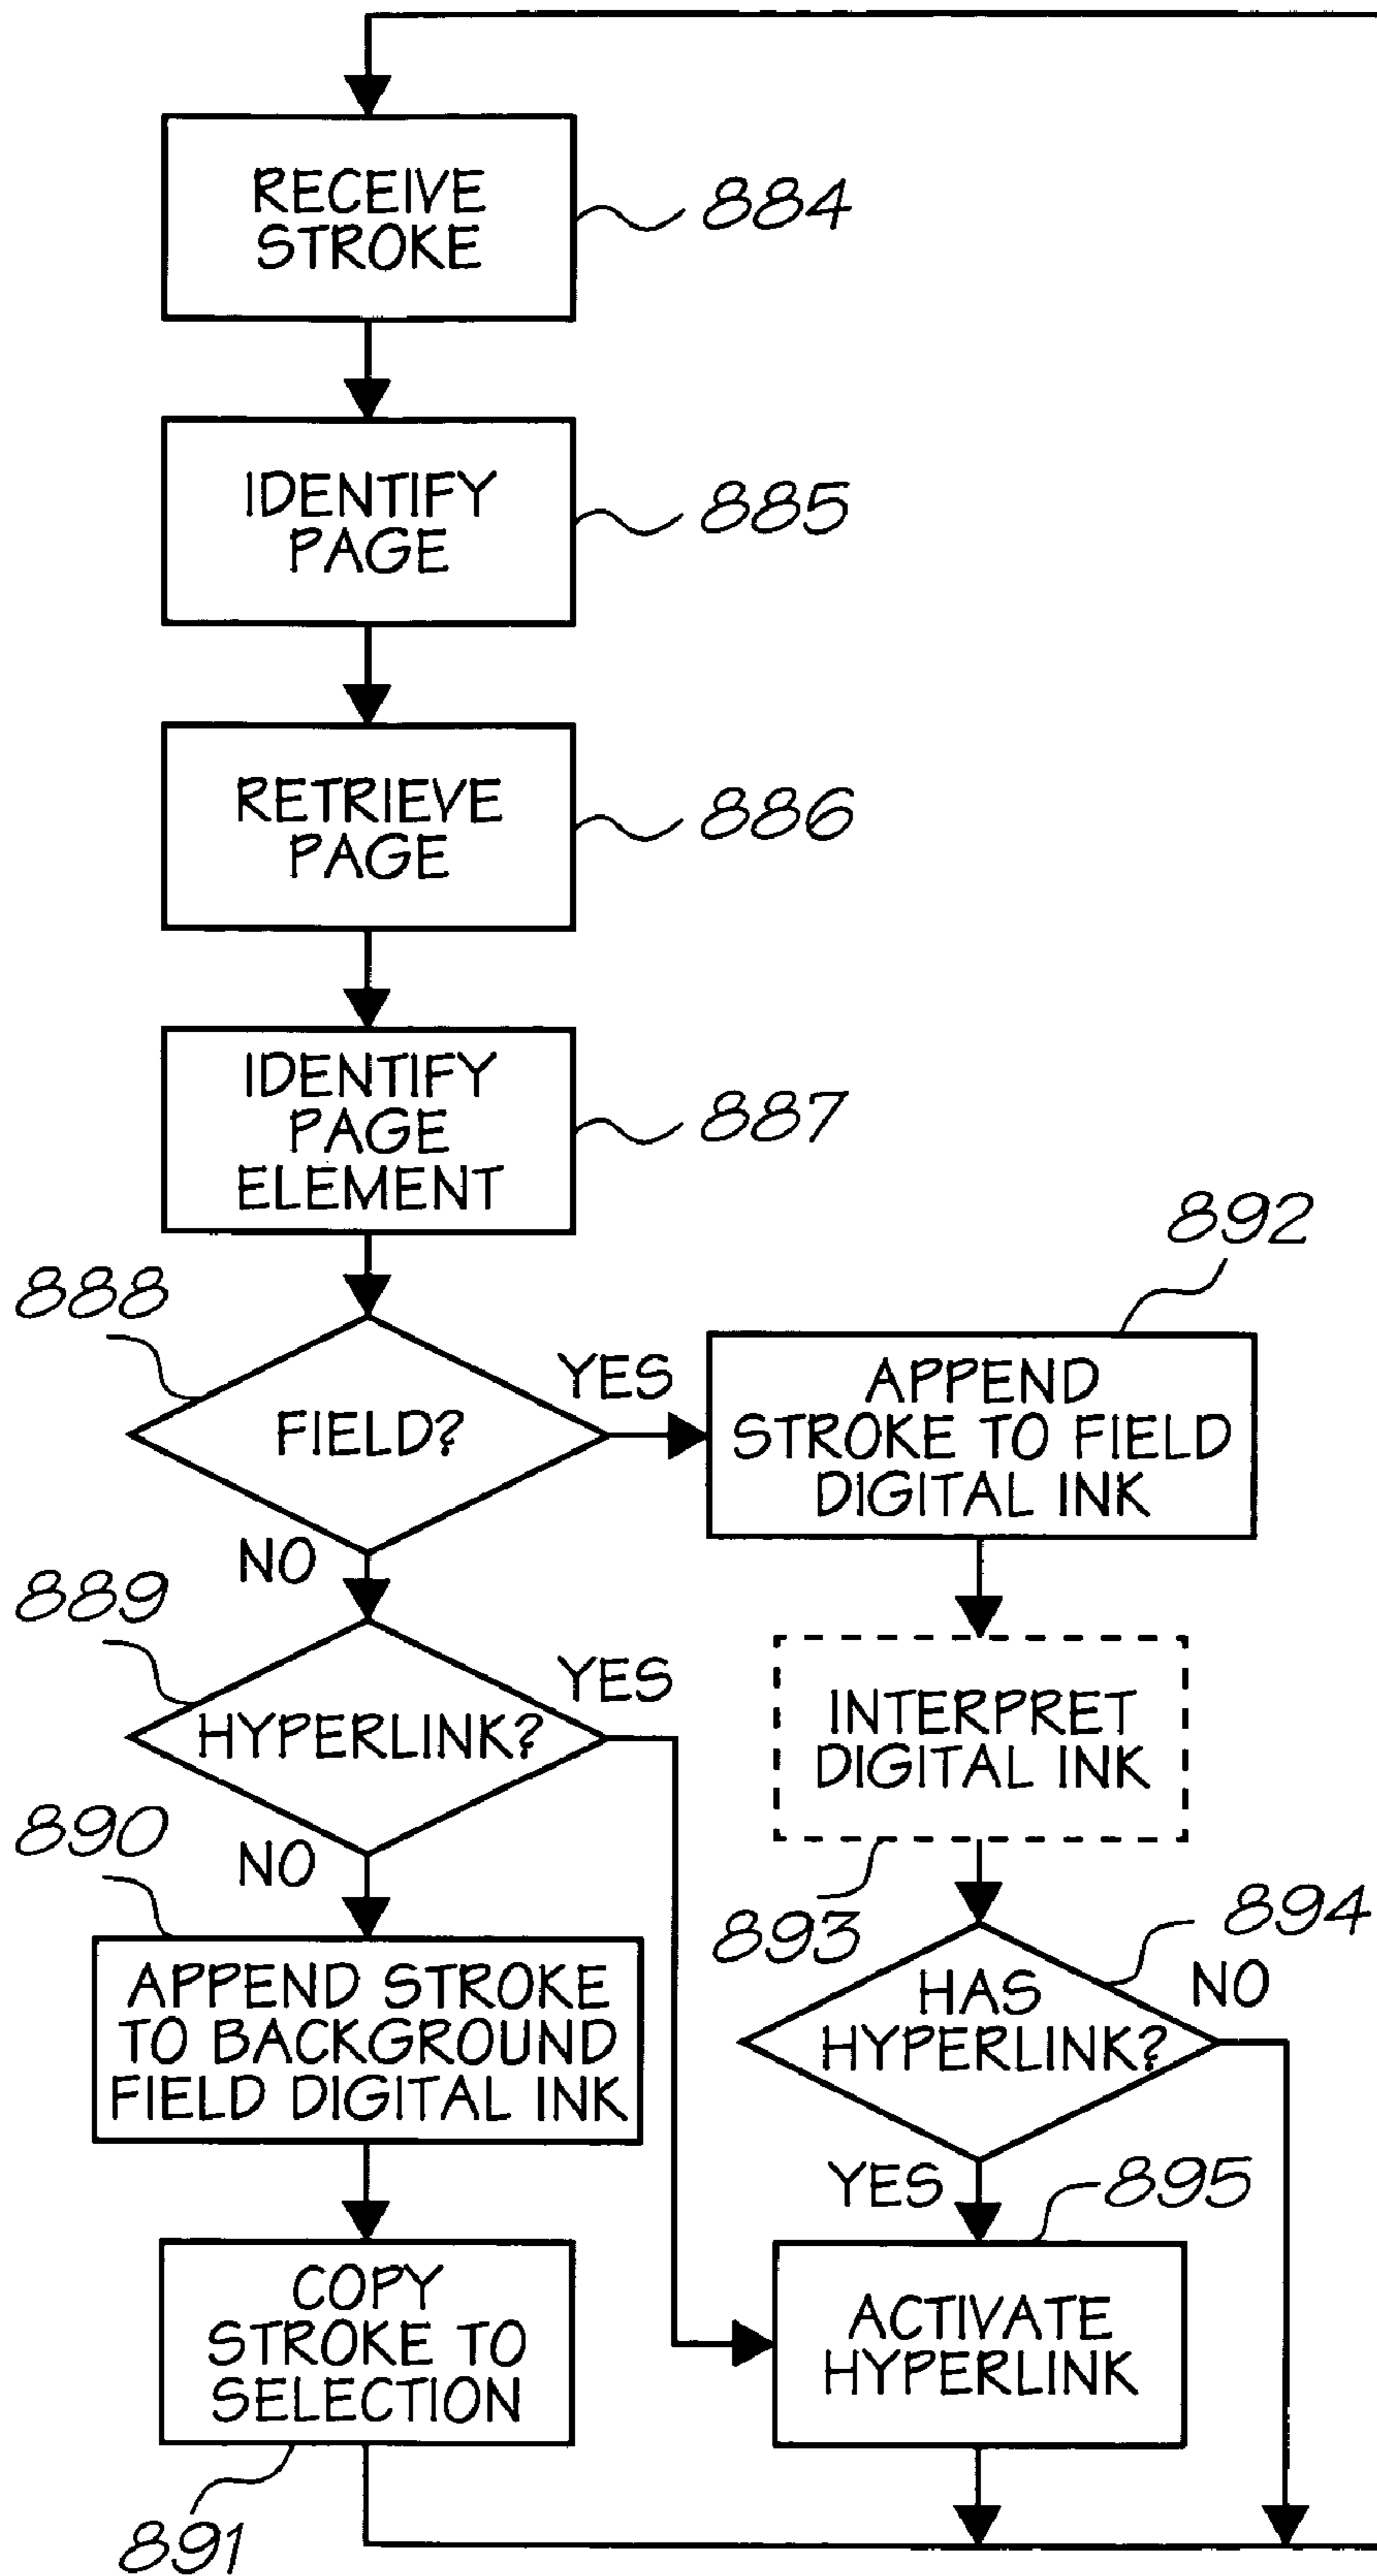 RECEIVE
STROKE
884
IDENTIFY
PAGE
885
RETRIEVE
PAGE
886
IDENTIFY
PAGE
ELEMENT
887
888
FIELD?
YES
NO
892
APPEND
STROKE TO FIELD
DIGITAL INK
889
HYPERLINK?
YES
NO
INTERPRET
DIGITAL INK
893
890
APPEND STROKE
TO BACKGROUND
FIELD DIGITAL INK
894
HAS
HYPERLINK?
NO
YES
895
COPY
STROKE TO
SELECTION
891
ACTIVATE
HYPERLINK